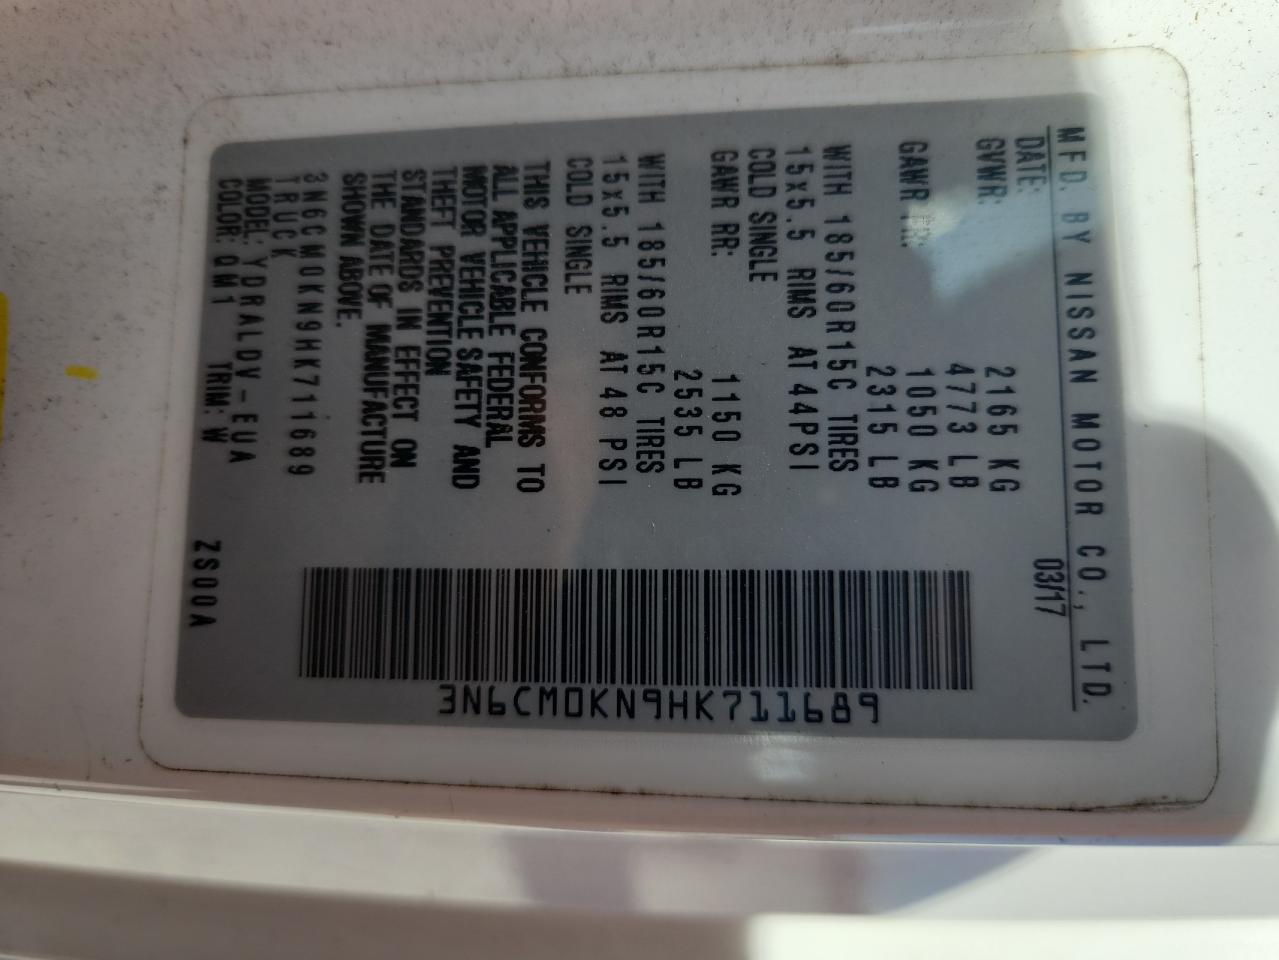 MFD. BY NISSAN MOTOR CO., LTD.
DATE: 03/17
GVWR: 2165 KG
4773 LB
GAWR FR: 1050 KG
2315 LB
WITH 185/60R15C TIRES
15x5.5 RIMS AT 44PSI
COLD SINGLE
GAWR RR: 1150 KG
2535 LB
WITH 185/60R15C TIRES
15x5.5 RIMS AT 48 PSI
COLD SINGLE
THIS VEHICLE CONFORMS TO
ALL APPLICABLE FEDERAL
MOTOR VEHICLE SAFETY AND
THEFT PREVENTION
STANDARDS IN EFFECT ON
THE DATE OF MANUFACTURE
SHOWN ABOVE.
3N6CM0KN9HK711689
TRUCK
MODEL: YDRALDV-EUA
COLOR: QM1 TRIM: W ZS00A
3N6CM0KN9HK711689